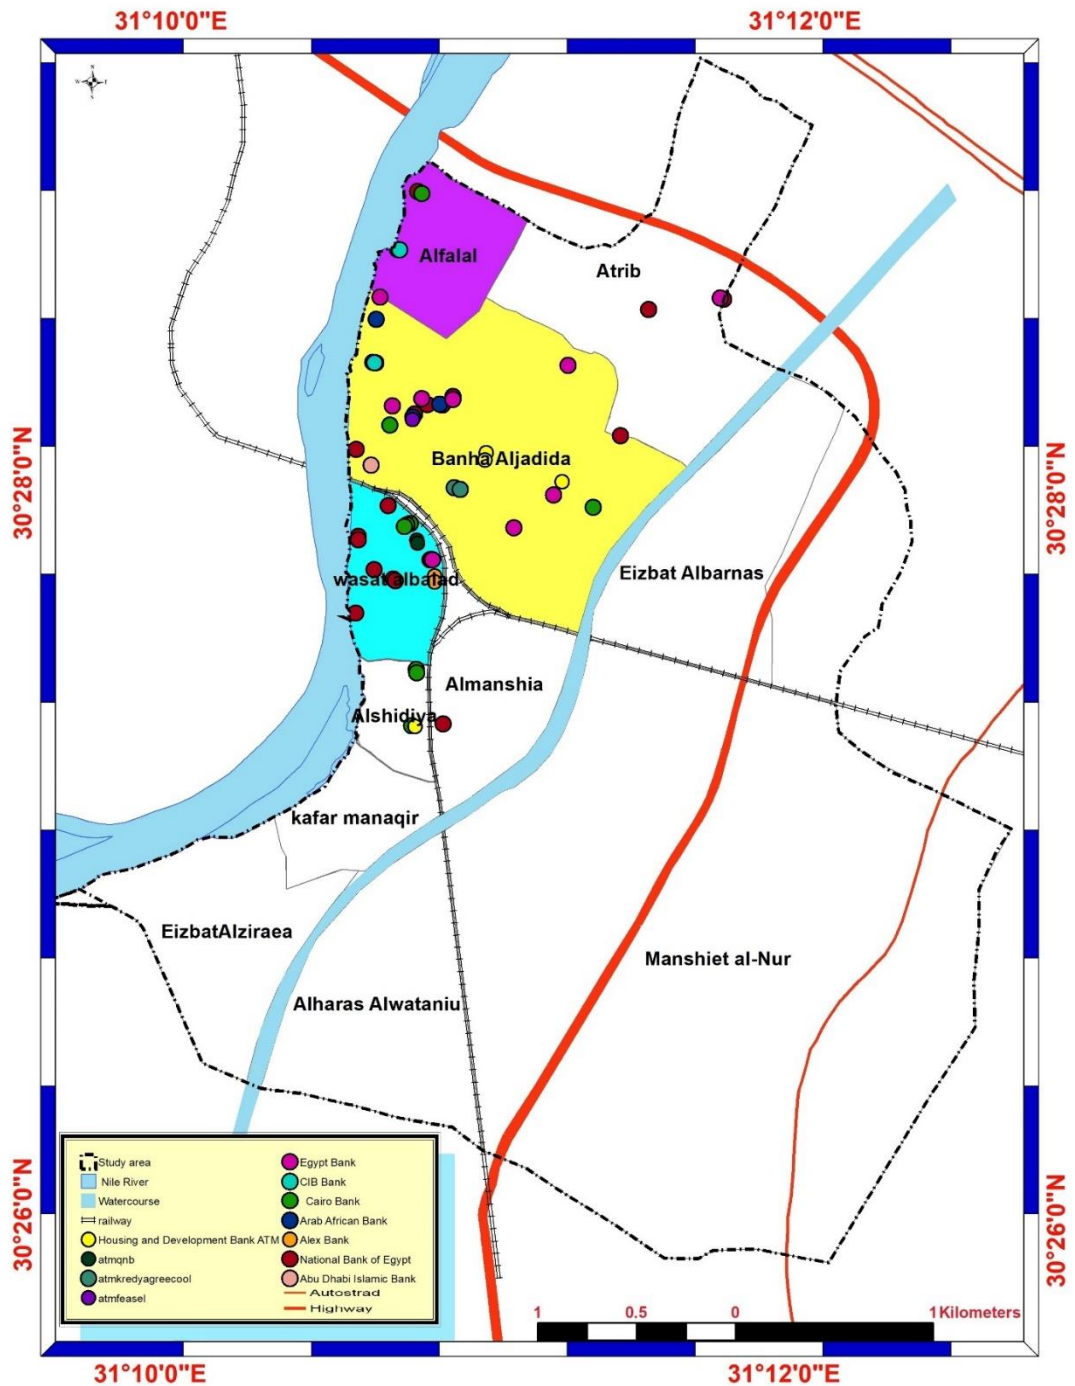 31°10'0"E
31°12'0"E
N
W
E
S
Alfalal
Atrib
30°28'0"N
30°28'0"N
Banha Aljadida
Eizbat Albarnas
wasat albalad
Almanshia
Alshidiya
kafar manaqir
EizbatAlziraea
Manshiet al-Nur
Alharas Alwataniu
30°26'0"N
30°26'0"N
Study area
Nile River
Watercourse
railway
Housing and Development Bank ATM
atmqnb
atmkredyagreecool
atmfeasel
Egypt Bank
CIB Bank
Cairo Bank
Arab African Bank
Alex Bank
National Bank of Egypt
Abu Dhabi Islamic Bank
Autostrad
Highway
1 0.5 0 1 Kilometers
31°10'0"E
31°12'0"E